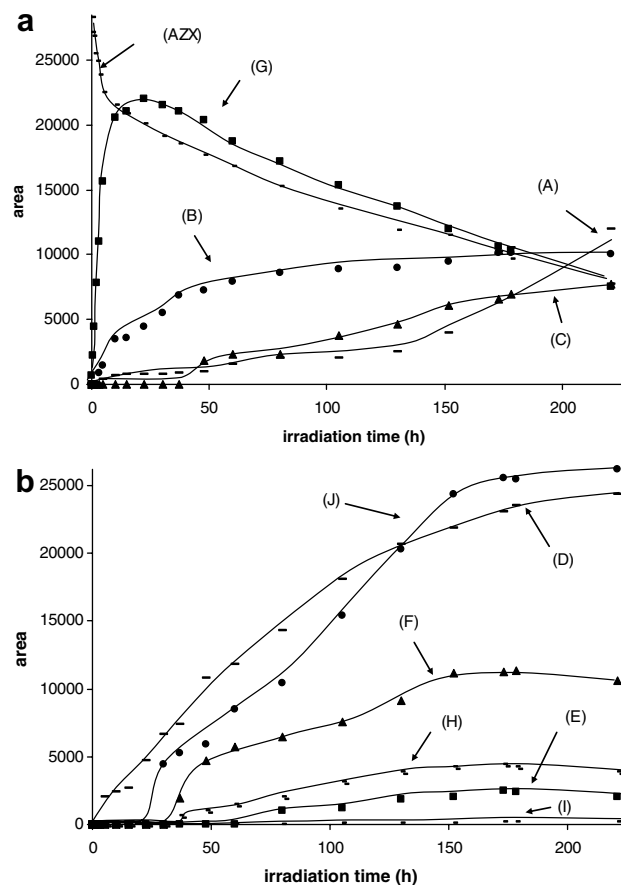 a
(AZX)
25000
(G)
20000
(A)
15000
area
(B)
10000
5000
(C)
0
0 50 100 150 200
irradiation time (h)
b
25000
(J)
(D)
20000
15000
area
(F)
10000
(H)
(E)
5000
(I)
0
0 50 100 150 200
irradiation time (h)